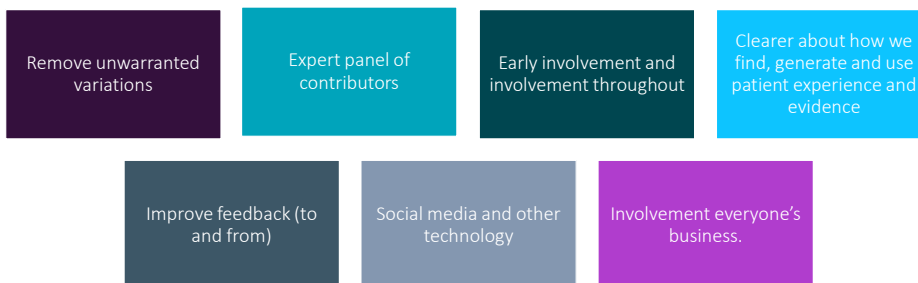 Remove unwarranted
variations
Expert panel of
contributors
Early involvement and
involvement throughout
Clearer about how we
find, generate and use
patient experience and
evidence
Improve feedback (to
and from)
Social media and other
technology
Involvement everyone’s
business.